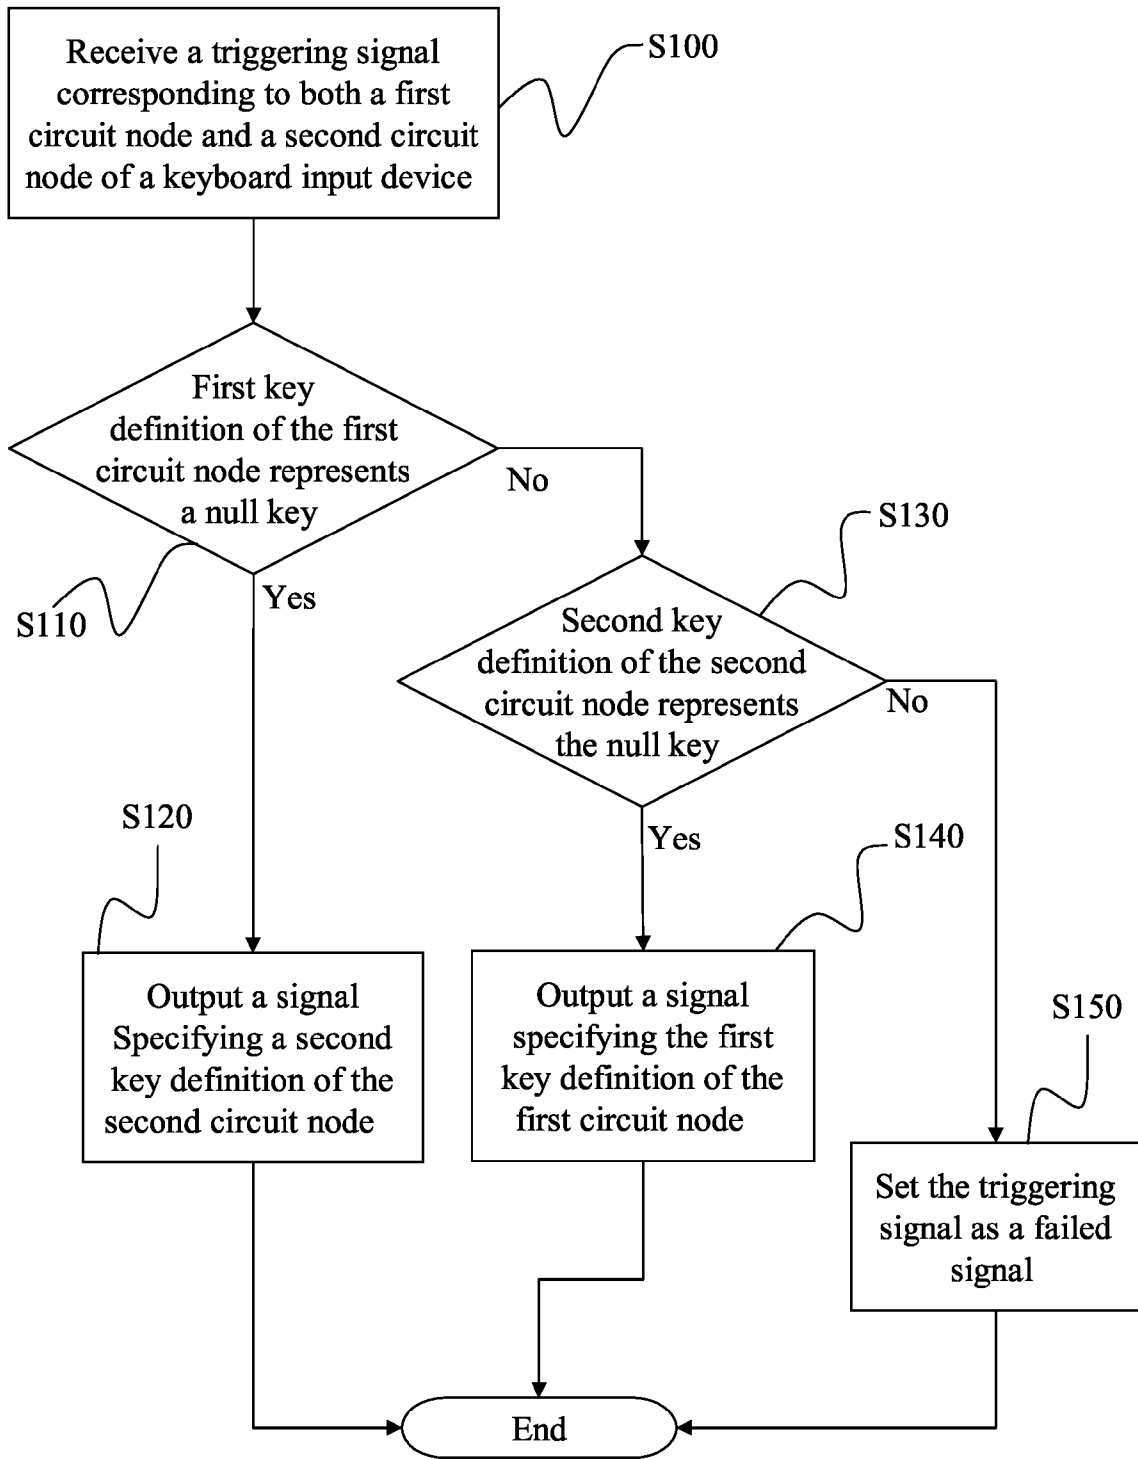 Receive a triggering signal
corresponding to both a first
circuit node and a second circuit
node of a keyboard input device
S100
First key
definition of the first
circuit node represents
a null key
No
Yes
S110
S130
Second key
definition of the second
circuit node represents
the null key
No
Yes
S120
S140
Output a signal
Specifying a second
key definition of the
second circuit node
Output a signal
specifying the first
key definition of the
first circuit node
S150
Set the triggering
signal as a failed
signal
End